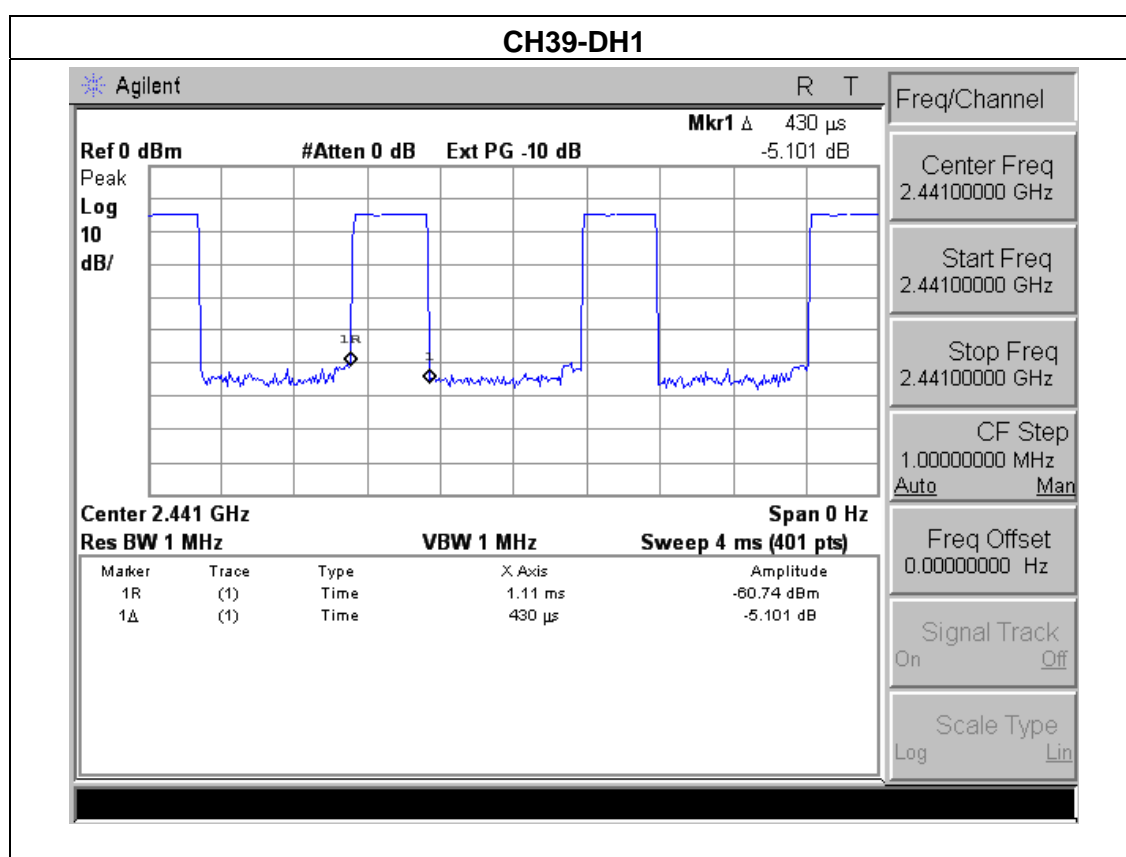 CH39-DH1
Agilent R T
Mkr1 Δ 430 µs
Ref 0 dBm #Atten 0 dB Ext PG -10 dB -5.101 dB
Peak
Log
10
dB/
1R
1
Center 2.441 GHz Span 0 Hz
Res BW 1 MHz VBW 1 MHz Sweep 4 ms (401 pts)
Marker Trace Type X Axis Amplitude
1R (1) Time 1.11 ms -60.74 dBm
1Δ (1) Time 430 µs -5.101 dB
Freq/Channel
Center Freq
2.44100000 GHz
Start Freq
2.44100000 GHz
Stop Freq
2.44100000 GHz
CF Step
1.00000000 MHz
Auto Man
Freq Offset
0.00000000 Hz
Signal Track
On Off
Scale Type
Log Lin